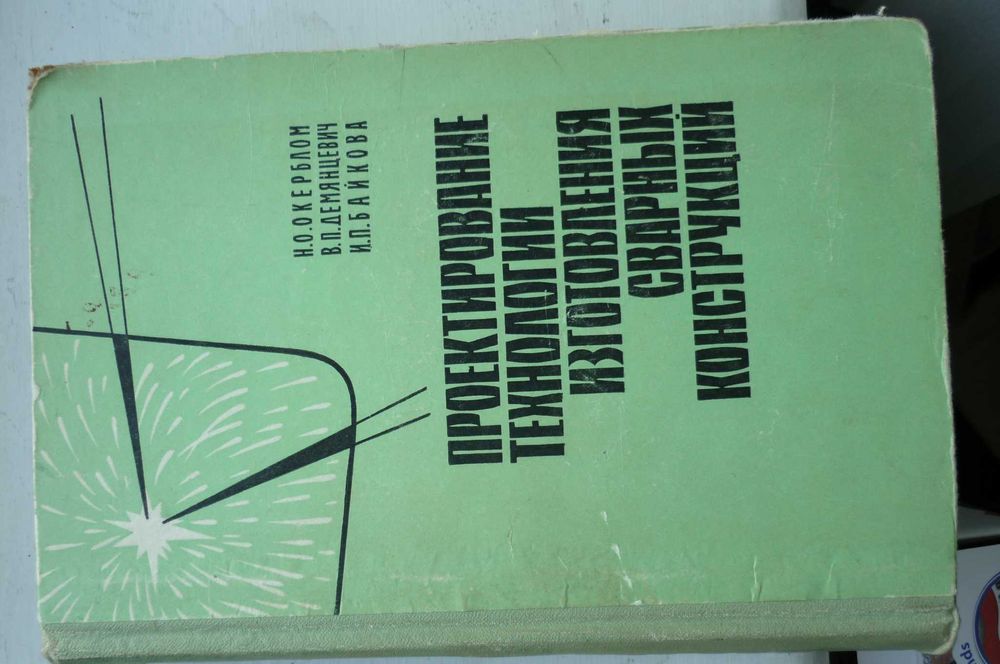 Н.О.ОКЕРБЛОМ
В.П.ДЕМЯНЦЕВИЧ
И.П.БАЙКОВА
ПРОЕКТИРОВАНИЕ
ТЕХНОЛОГИИ
ИЗГОТОВЛЕНИЯ
СВАРНЫХ
КОНСТРУКЦИЙ